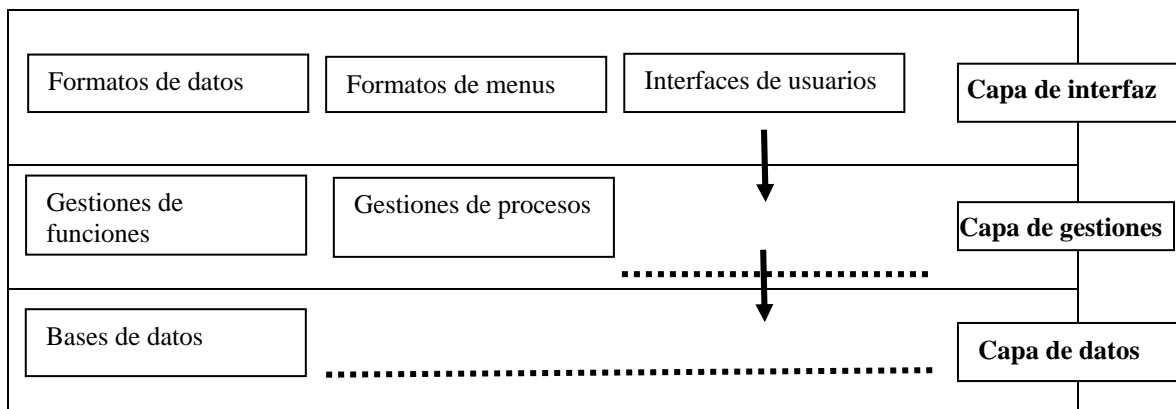 Formatos de datos
Formatos de menus
Interfaces de usuarios
Capa de interfaz
Gestiones de
funciones
Gestiones de procesos
Capa de gestiones
Bases de datos
Capa de datos